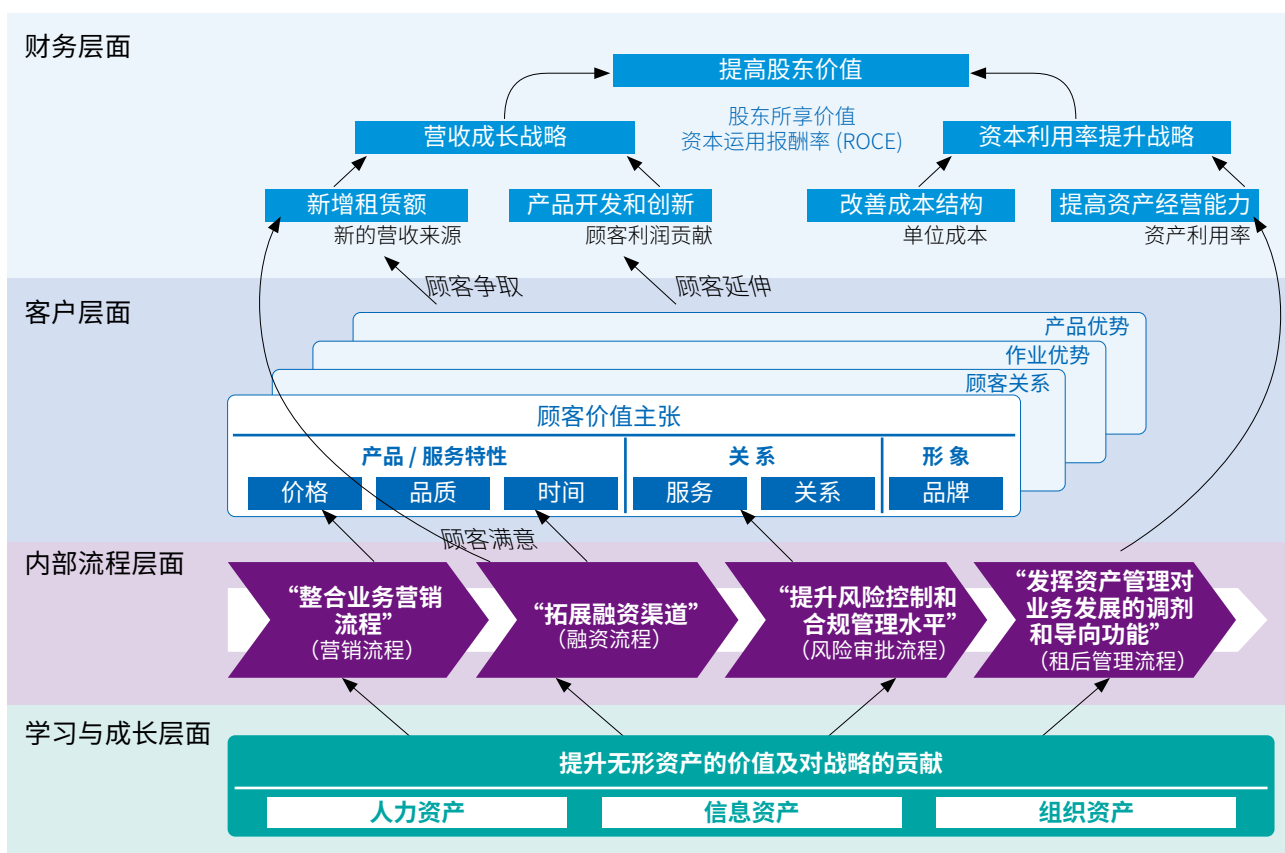 财务层面
提高股东价值
股东所享价值
资本运用报酬率 (ROCE)
营收成长战略
资本利用率提升战略
新增租赁额
产品开发和创新
改善成本结构
提高资产经营能力
新的营收来源
顾客利润贡献
单位成本
资产利用率
顾客争取
顾客延伸
客户层面
产品优势
作业优势
顾客关系
顾客价值主张
产品 / 服务特性
关 系
形 象
价格
品质
时间
服务
关系
品牌
顾客满意
内部流程层面
“整合业务营销
流程”
(营销流程)
“拓展融资渠道”
(融资流程)
“提升风险控制和
合规管理水平”
(风险审批流程)
“发挥资产管理对
业务发展的调剂
和导向功能”
(租后管理流程)
学习与成长层面
提升无形资产的价值及对战略的贡献
人力资产
信息资产
组织资产